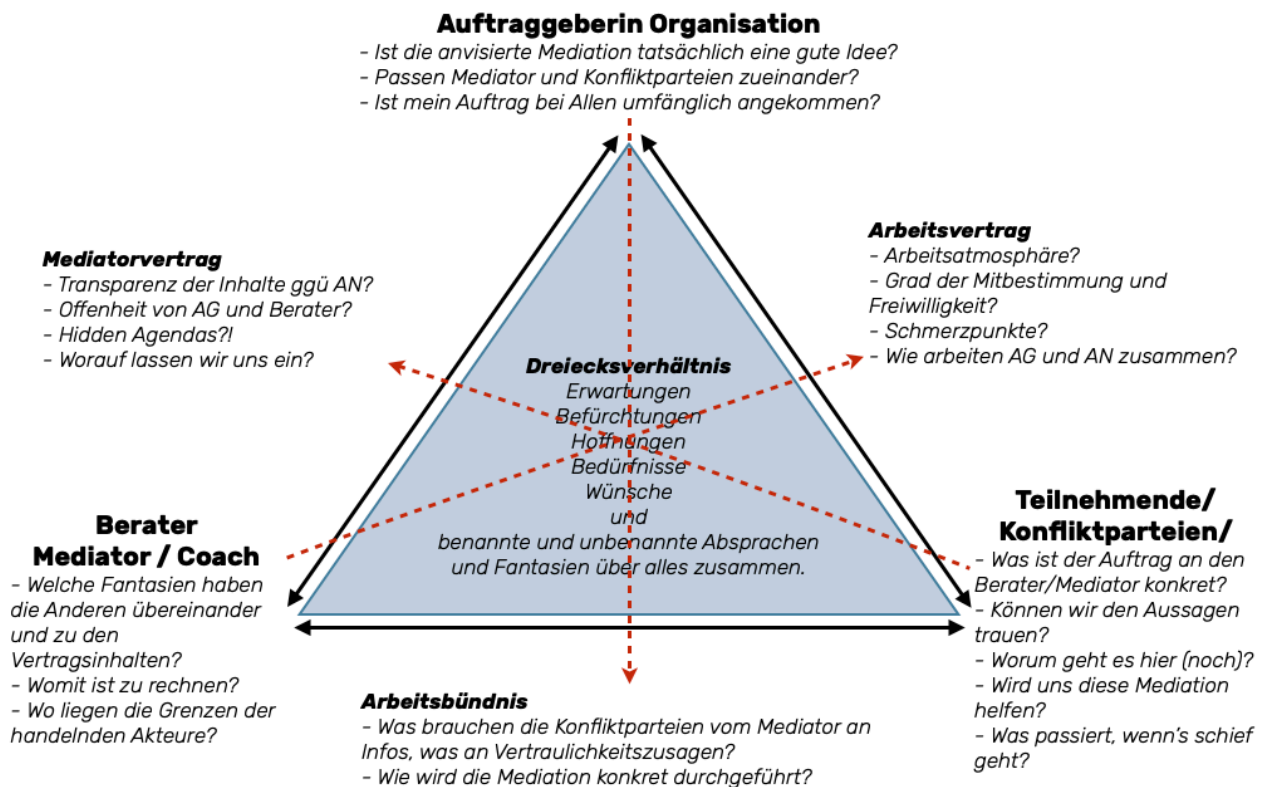 Auftraggeberin Organisation
- Ist die anvisierte Mediation tatsächlich eine gute Idee?
- Passen Mediator und Konfliktparteien zueinander?
- Ist mein Auftrag bei Allen umfänglich angekommen?
Mediatorvertrag
- Transparenz der Inhalte ggü AN?
- Offenheit von AG und Berater?
- Hidden Agendas?!
- Worauf lassen wir uns ein?
Arbeitsvertrag
- Arbeitsatmosphäre?
- Grad der Mitbestimmung und
Freiwilligkeit?
- Schmerzpunkte?
- Wie arbeiten AG und AN zusammen?
Dreiecksverhältnis
Erwartungen
Befürchtungen
Hoffnungen
Bedürfnisse
Wünsche
und
benannte und unbenannte Absprachen
und Fantasien über alles zusammen.
Berater
Mediator / Coach
- Welche Fantasien haben
die Anderen übereinander
und zu den
Vertragsinhalten?
- Womit ist zu rechnen?
- Wo liegen die Grenzen der
handelnden Akteure?
Teilnehmende/
Konfliktparteien/
- Was ist der Auftrag an den
Berater/Mediator konkret?
- Können wir den Aussagen
trauen?
- Worum geht es hier (noch)?
- Wird uns diese Mediation
helfen?
- Was passiert, wenn's schief
geht?
Arbeitsbündnis
- Was brauchen die Konfliktparteien vom Mediator an
Infos, was an Vertraulichkeitszusagen?
- Wie wird die Mediation konkret durchgeführt?